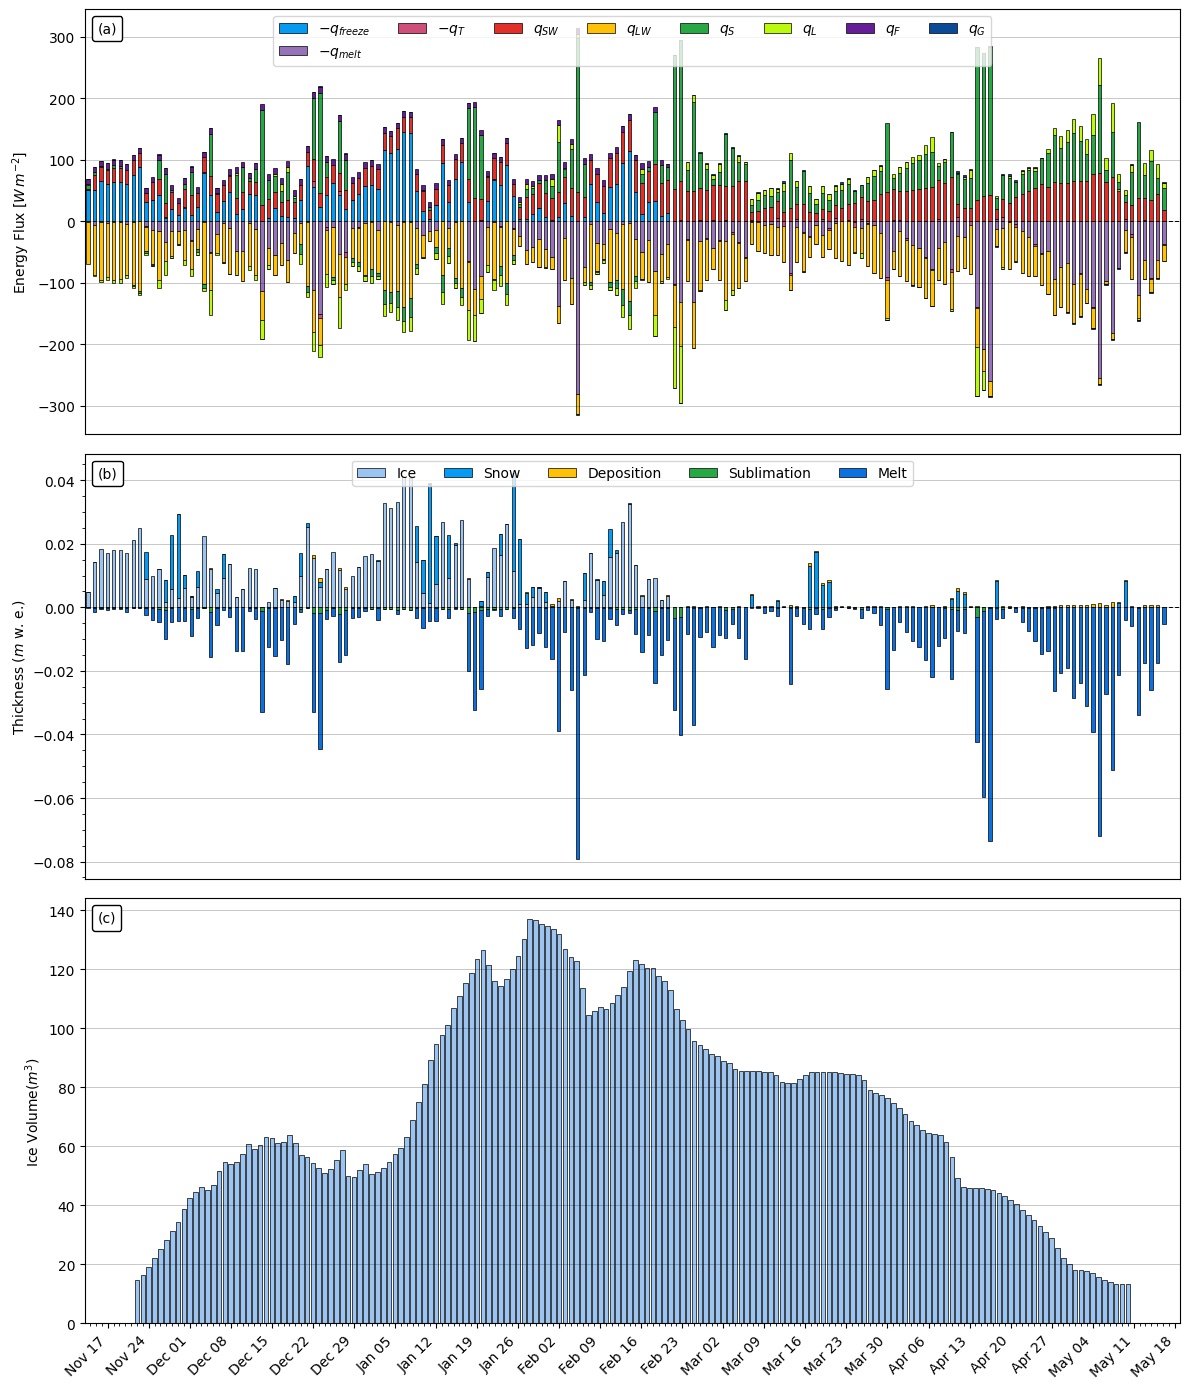 (a)
−q_freeze −q_T q_SW q_LW q_S q_L q_F q_G
−q_melt
300
200
100
0
−100
−200
−300
Energy Flux [W m⁻²]
(b)
Ice Snow Deposition Sublimation Melt
0.04
0.02
0.00
−0.02
−0.04
−0.06
−0.08
Thickness (m w. e.)
(c)
140
120
100
80
60
40
20
0
Ice Volume(m³)
Nov 17 Nov 24 Dec 01 Dec 08 Dec 15 Dec 22 Dec 29 Jan 05 Jan 12 Jan 19 Jan 26 Feb 02 Feb 09 Feb 16 Feb 23 Mar 02 Mar 09 Mar 16 Mar 23 Mar 30 Apr 06 Apr 13 Apr 20 Apr 27 May 04 May 11 May 18